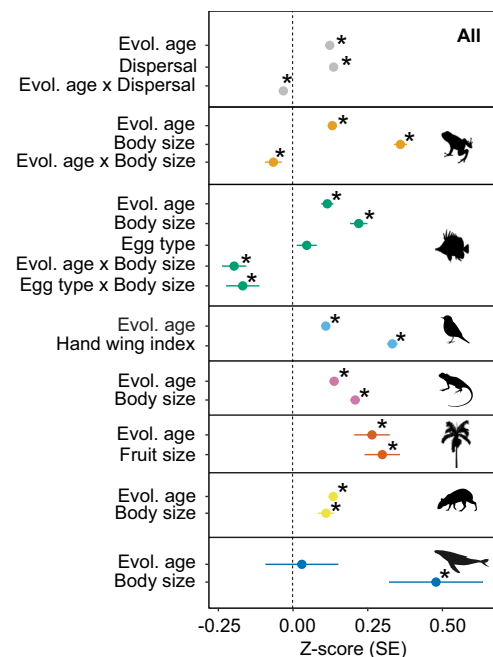 All
Evol. age *
Dispersal *
Evol. age x Dispersal *
Evol. age *
Body size *
Evol. age x Body size *
Evol. age *
Body size *
Egg type
Evol. age x Body size *
Egg type x Body size *
Evol. age *
Hand wing index *
Evol. age *
Body size *
Evol. age *
Fruit size *
Evol. age *
Body size *
Evol. age
Body size *
-0.25 0.00 0.25 0.50
Z-score (SE)